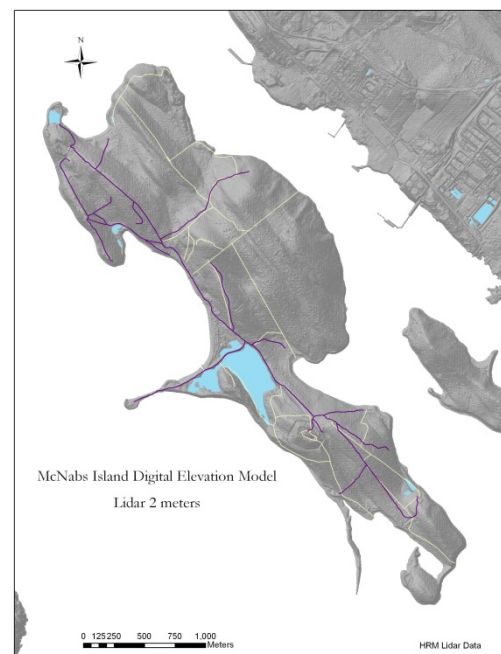 N
McNabs Island Digital Elevation Model
Lidar 2 meters
0 125 250 500 750 1,000
Meters
HRM Lidar Data